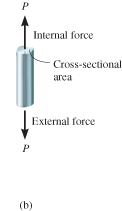 P
Internal force
Cross-sectional
area
External force
P
(b)